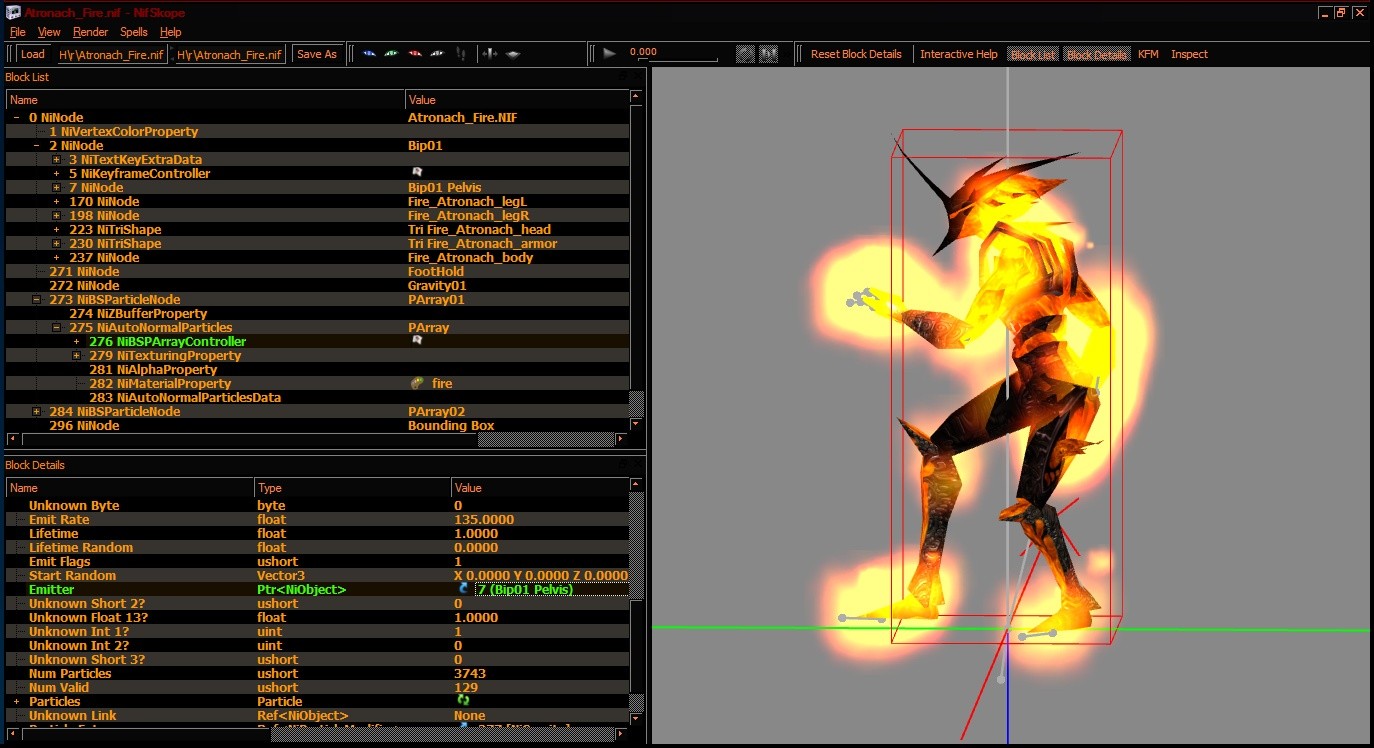 Atronach_Fire.nif - NifSkope
File View Render Spells Help
Load H\r\Atronach_Fire.nif H\r\Atronach_Fire.nif Save As 0.000 Reset Block Details Interactive Help Block List Block Details KFM Inspect
Block List
Name Value
0 NiNode Atronach_Fire.NIF
1 NiVertexColorProperty
2 NiNode Bip01
3 NiTextKeyExtraData
5 NiKeyframeController
7 NiNode Bip01 Pelvis
170 NiNode Fire_Atronach_legL
198 NiNode Fire_Atronach_legR
223 NiTriShape Tri Fire_Atronach_head
230 NiTriShape Tri Fire_Atronach_armor
237 NiNode Fire_Atronach_body
271 NiNode FootHold
272 NiNode Gravity01
273 NiBSParticleNode PArray01
274 NiZBufferProperty
275 NiAutoNormalParticles PArray
276 NiBSPArrayController
279 NiTexturingProperty
281 NiAlphaProperty
282 NiMaterialProperty fire
283 NiAutoNormalParticlesData
284 NiBSParticleNode PArray02
296 NiNode Bounding Box
Block Details
Name Type Value
Unknown Byte byte 0
Emit Rate float 135.0000
Lifetime float 1.0000
Lifetime Random float 0.0000
Emit Flags ushort 1
Start Random Vector3 X 0.0000 Y 0.0000 Z 0.0000
Emitter Ptr<NiObject> 7 (Bip01 Pelvis)
Unknown Short 2? ushort 0
Unknown Float 13? float 1.0000
Unknown Int 1? uint 1
Unknown Int 2? uint 0
Unknown Short 3? ushort 0
Num Particles ushort 3743
Num Valid ushort 129
Particles Particle
Unknown Link Ref<NiObject> None